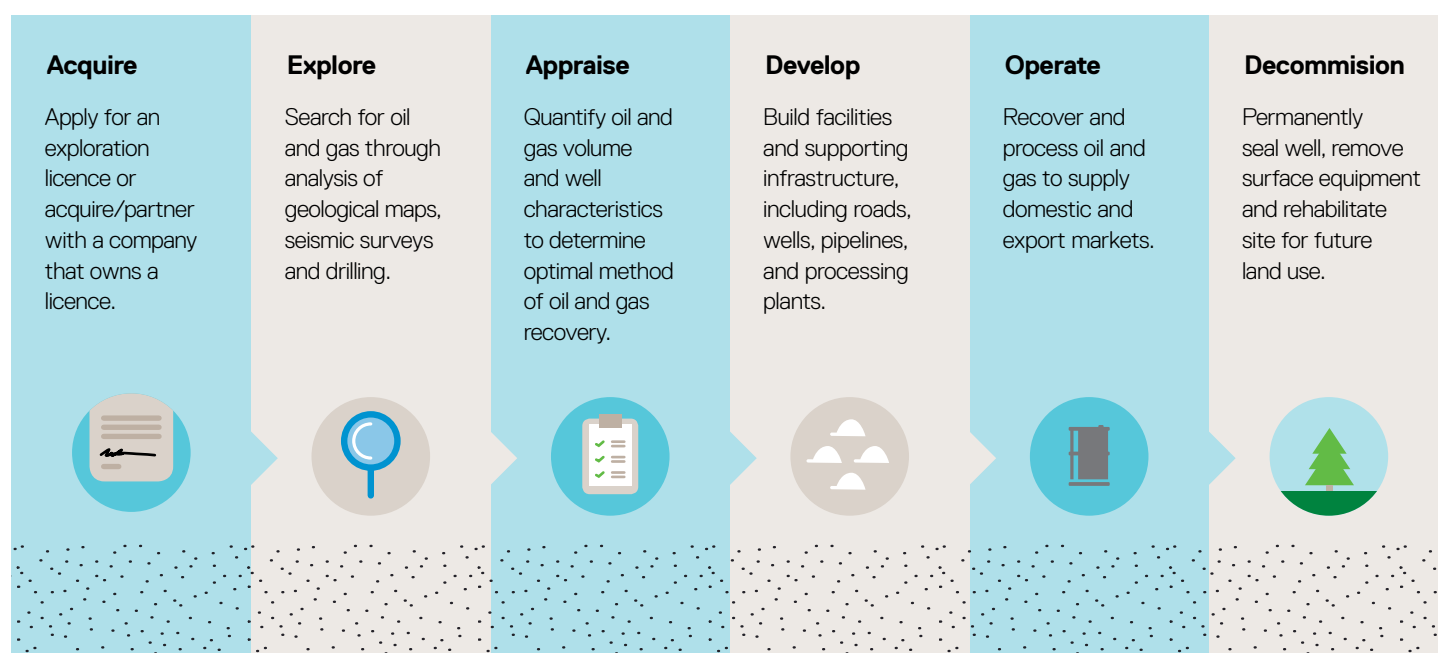 Acquire
Apply for an
exploration
licence or
acquire/partner
with a company
that owns a
licence.
Explore
Search for oil
and gas through
analysis of
geological maps,
seismic surveys
and drilling.
Appraise
Quantify oil and
gas volume
and well
characteristics
to determine
optimal method
of oil and gas
recovery.
Develop
Build facilities
and supporting
infrastructure,
including roads,
wells, pipelines,
and processing
plants.
Operate
Recover and
process oil and
gas to supply
domestic and
export markets.
Decommision
Permanently
seal well, remove
surface equipment
and rehabilitate
site for future
land use.